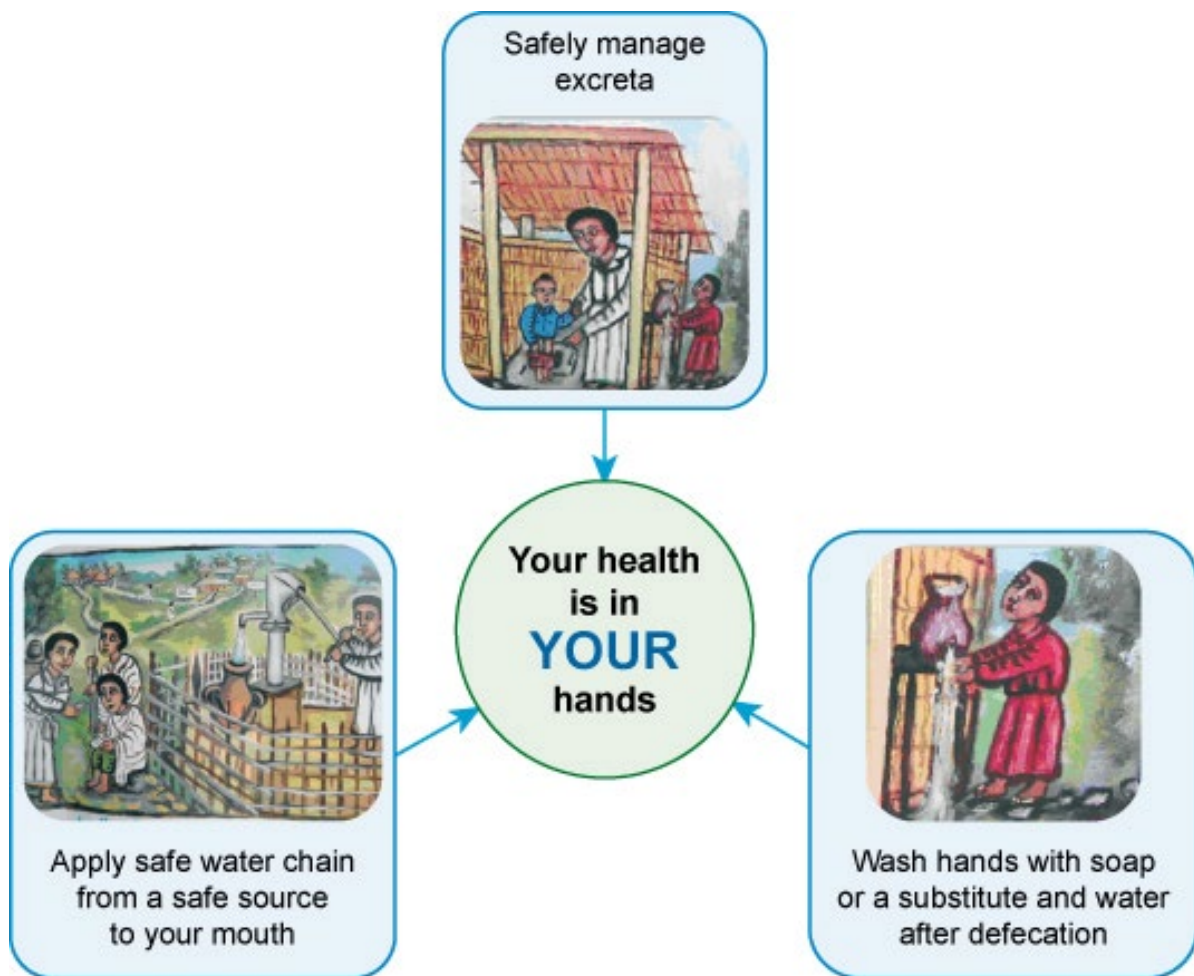 Safely manage
excreta
Your health
is in
YOUR
hands
Apply safe water chain
from a safe source
to your mouth
Wash hands with soap
or a substitute and water
after defecation